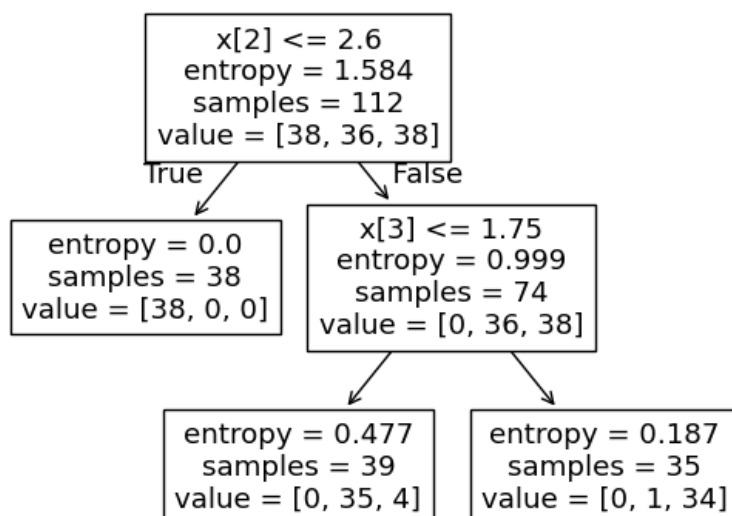 x[2] <= 2.6
entropy = 1.584
samples = 112
value = [38, 36, 38]
True
False
entropy = 0.0
samples = 38
value = [38, 0, 0]
x[3] <= 1.75
entropy = 0.999
samples = 74
value = [0, 36, 38]
entropy = 0.477
samples = 39
value = [0, 35, 4]
entropy = 0.187
samples = 35
value = [0, 1, 34]